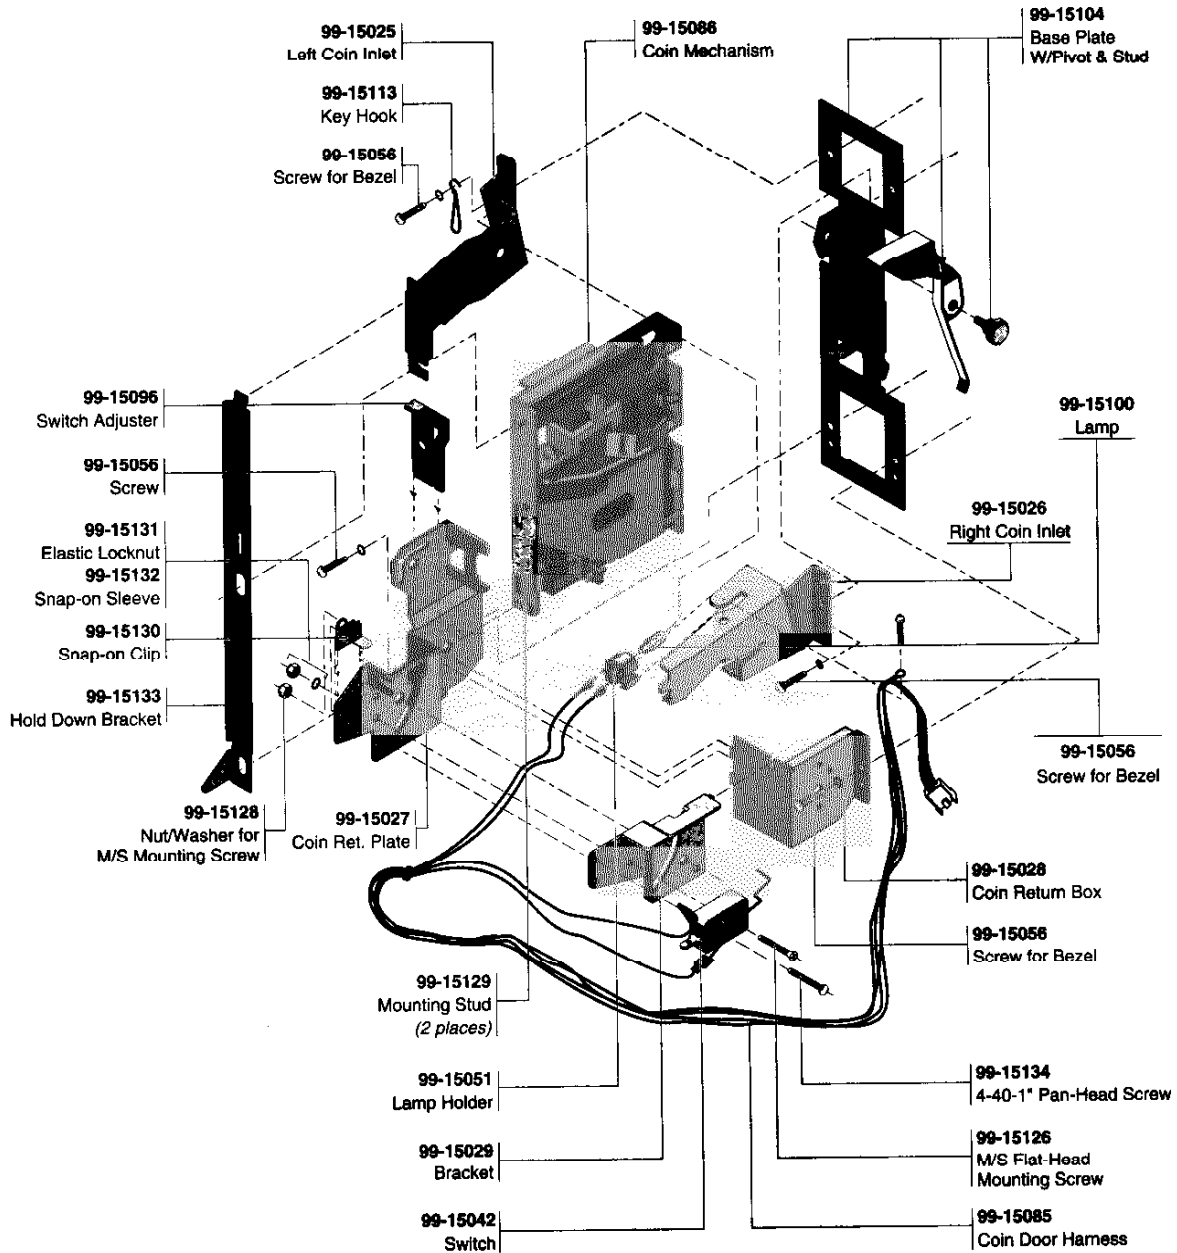 99-15025
Left Coin Inlet
99-15113
Key Hook
99-15056
Screw for Bezel
99-15086
Coin Mechanism
99-15104
Base Plate
W/Pivot & Stud
99-15096
Switch Adjuster
99-15056
Screw
99-15131
Elastic Locknut
99-15132
Snap-on Sleeve
99-15130
Snap-on Clip
99-15133
Hold Down Bracket
99-15128
Nut/Washer for
M/S Mounting Screw
99-15027
Coin Ret. Plate
99-15100
Lamp
99-15026
Right Coin Inlet
99-15056
Screw for Bezel
99-15028
Coin Return Box
99-15056
Screw for Bezel
99-15129
Mounting Stud
(2 places)
99-15051
Lamp Holder
99-15029
Bracket
99-15042
Switch
99-15134
4-40-1" Pan-Head Screw
99-15126
M/S Flat-Head
Mounting Screw
99-15085
Coin Door Harness